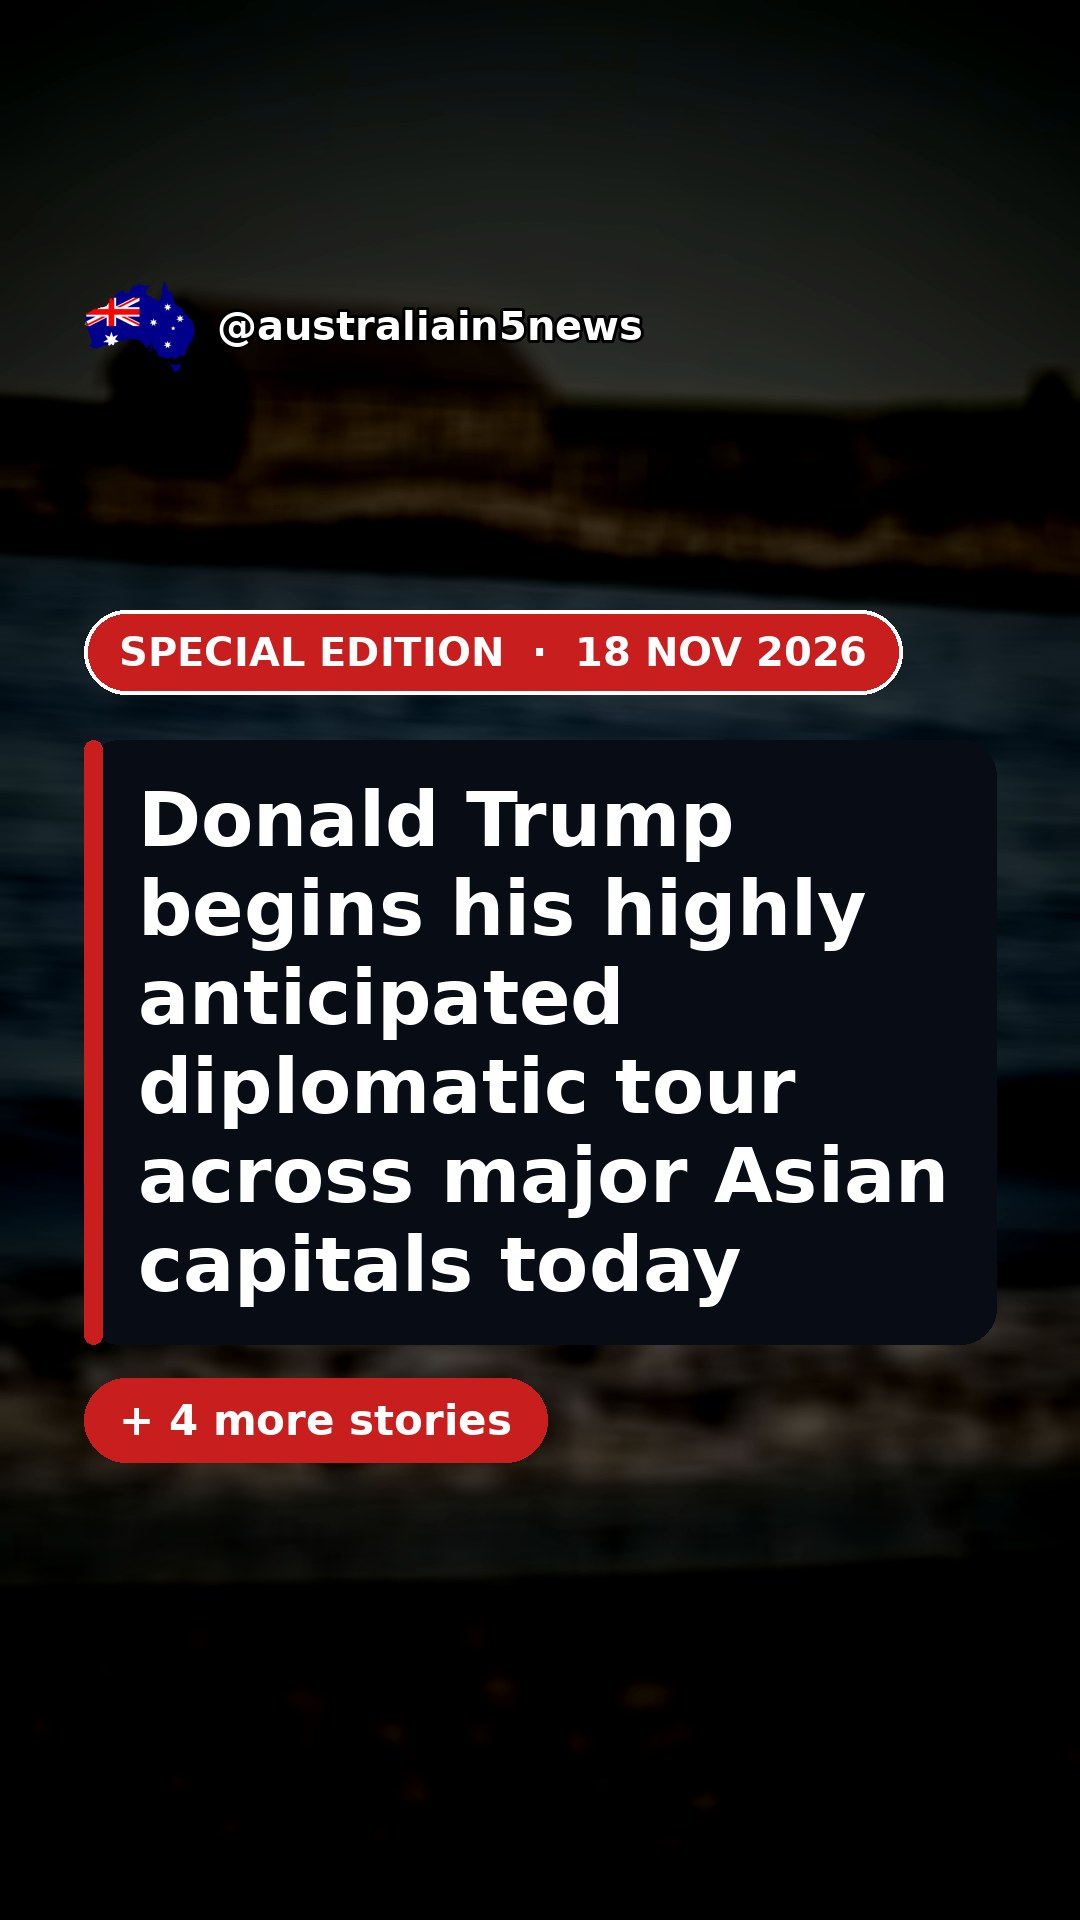 @australiain5news
SPECIAL EDITION · 18 NOV 2026
Donald Trump
begins his highly
anticipated
diplomatic tour
across major Asian
capitals today
+ 4 more stories